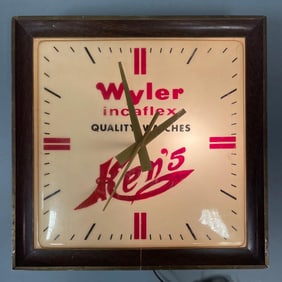 Wyler
incaflex
QUALITY WATCHES
Ken's